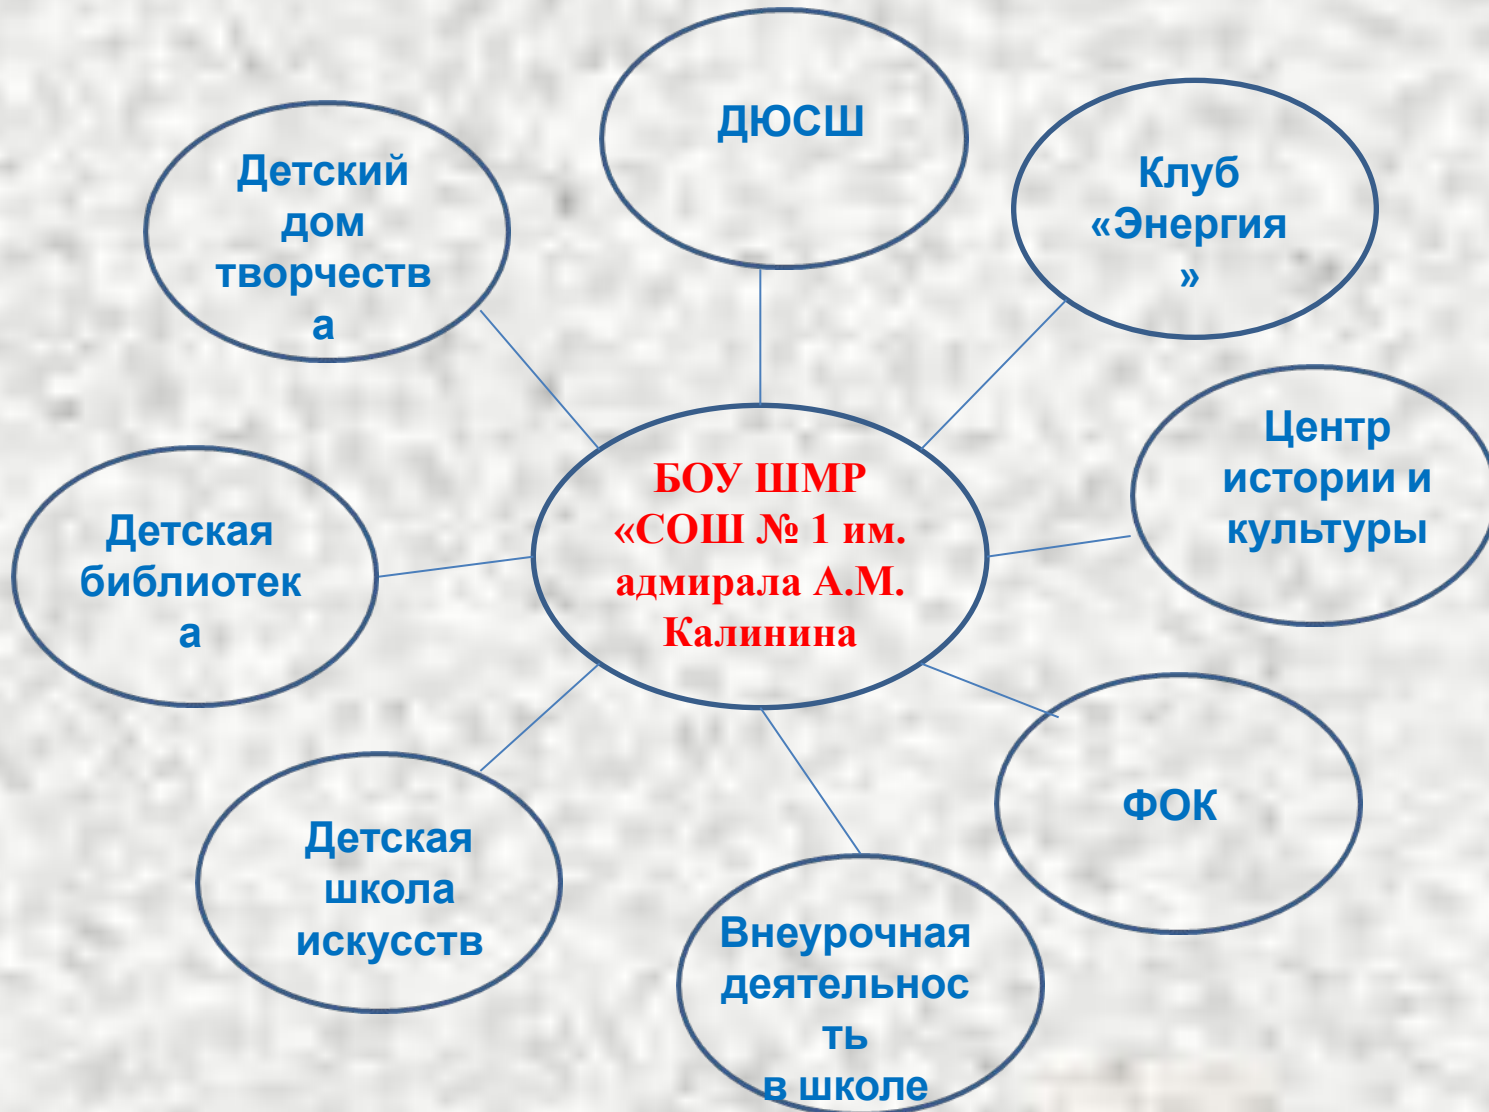 ДЮСШ
Детский
дом
творчеств
а
Клуб
«Энергия
»
Центр
истории и
культуры
БОУ ШМР
«СОШ № 1 им.
адмирала А.М.
Калинина
Детская
библиотек
а
ФОК
Детская
школа
искусств
Внеурочная
деятельнос
ть
в школе